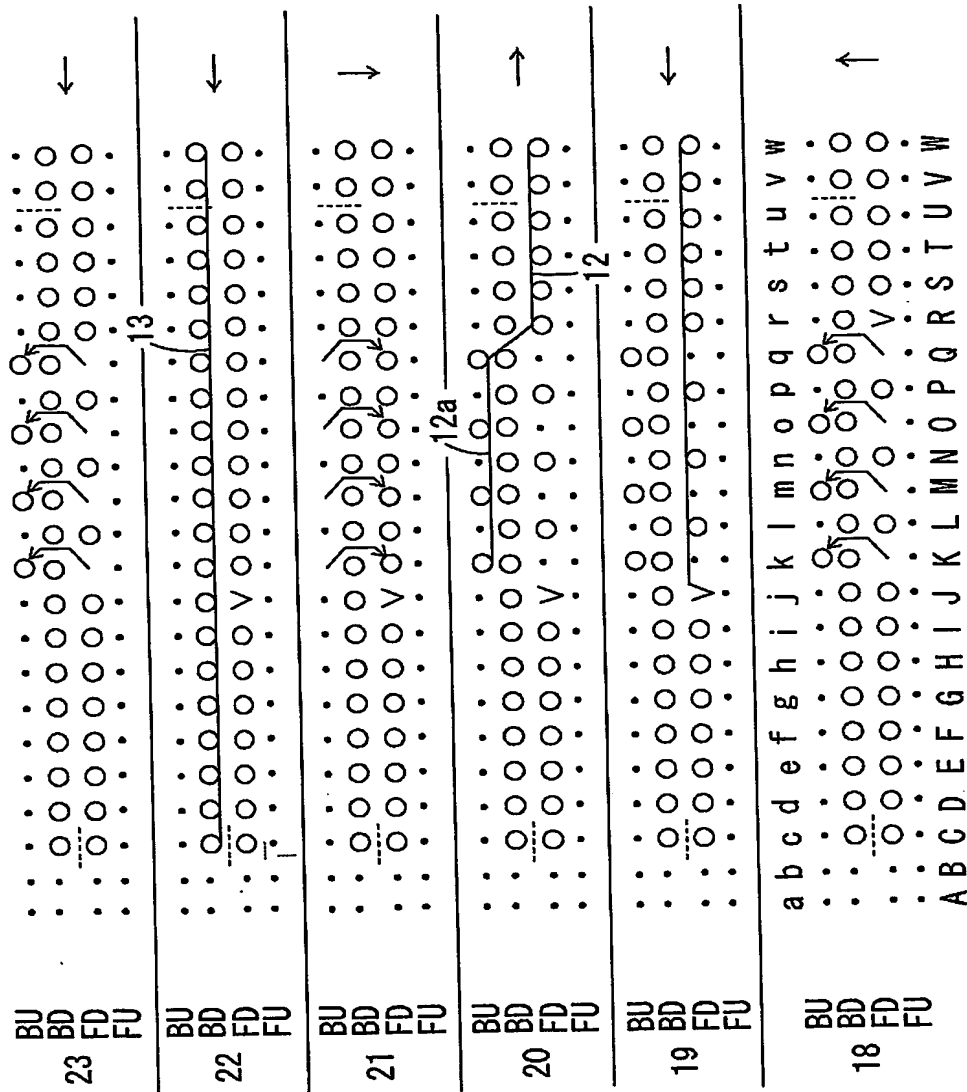 BU
BD
FD
FU
23
13
BU
BD
FD
FU
22
BU
BD
FD
FU
21
12a
12
BU
BD
FD
FU
20
BU
BD
FD
FU
19
a b c d e f g h i j k l m n o p q r s t u v w
BU
BD
FD
FU
18
A B C D E F G H I J K L M N O P Q R S T U V W